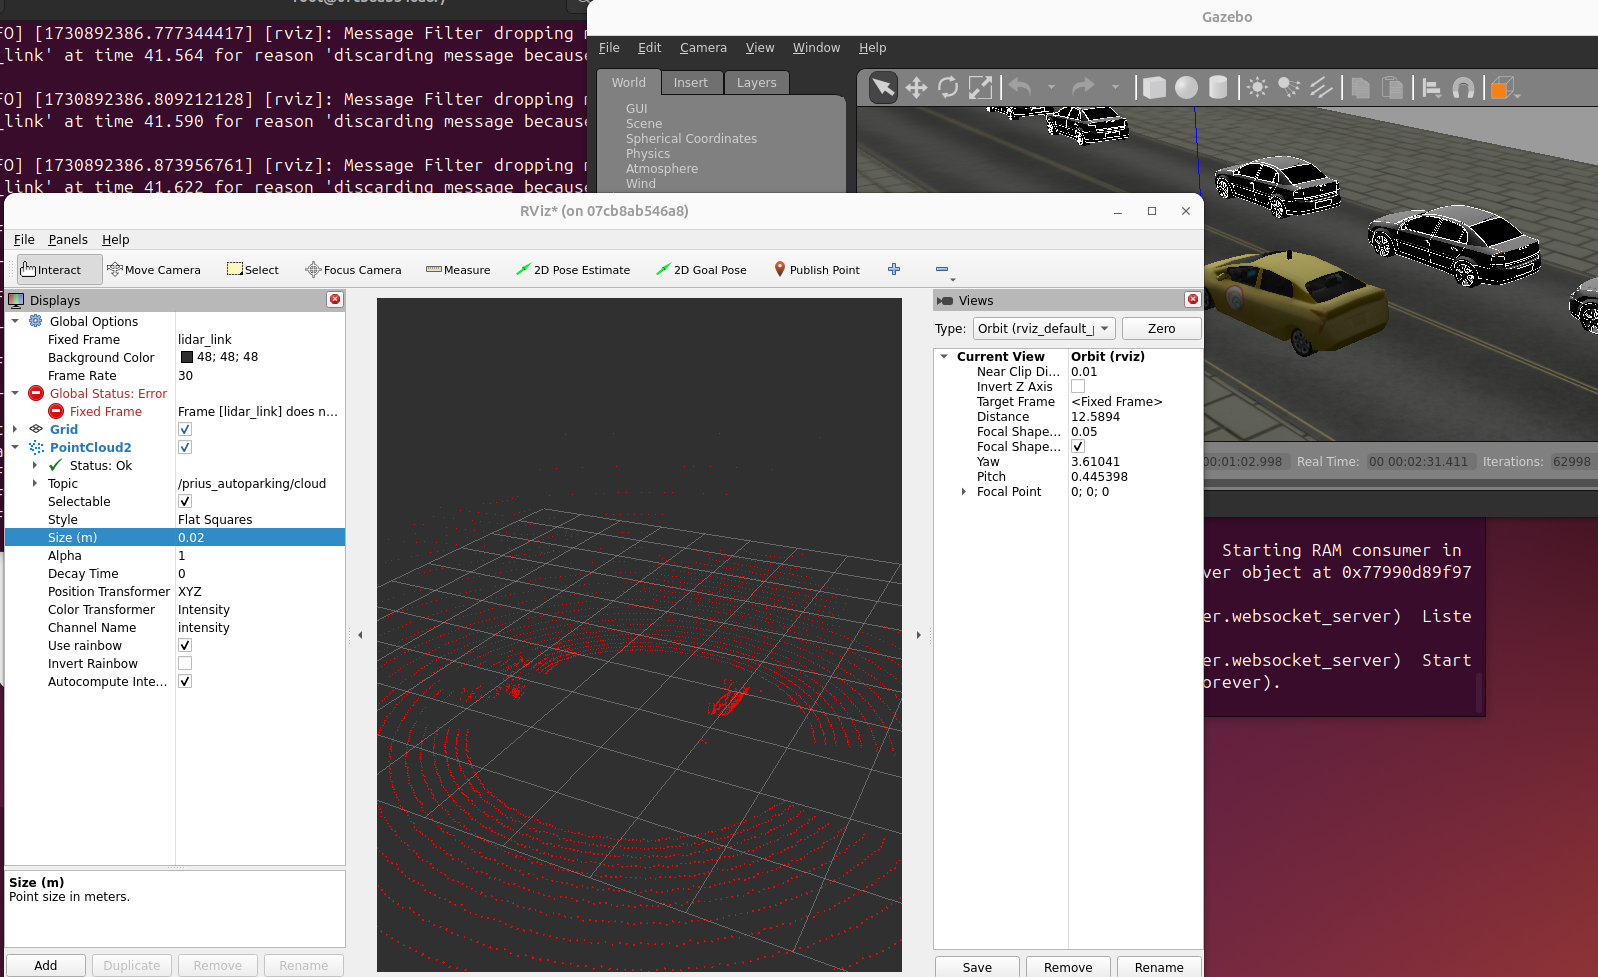 FO] [1730892386.777344417] [rviz]: Message Filter dropping
_link' at time 41.564 for reason 'discarding message because
FO] [1730892386.809212128] [rviz]: Message Filter dropping
_link' at time 41.590 for reason 'discarding message because
FO] [1730892386.873956761] [rviz]: Message Filter dropping
_link' at time 41.622 for reason 'discarding message because
Gazebo
File Edit Camera View Window Help
World Insert Layers
GUI
Scene
Spherical Coordinates
Physics
Atmosphere
Wind
RViz* (on 07cb8ab546a8)
File Panels Help
Interact Move Camera Select Focus Camera Measure 2D Pose Estimate 2D Goal Pose Publish Point
Displays
Global Options
Fixed Frame lidar_link
Background Color 48; 48; 48
Frame Rate 30
Global Status: Error
Fixed Frame Frame [lidar_link] does n...
Grid
PointCloud2
Status: Ok
Topic /prius_autoparking/cloud
Selectable
Style Flat Squares
Size (m) 0.02
Alpha 1
Decay Time 0
Position Transformer XYZ
Color Transformer Intensity
Channel Name intensity
Use rainbow
Invert Rainbow
Autocompute Inte...
Size (m)
Point size in meters.
Add Duplicate Remove Rename
Views
Type: Orbit (rviz_default_ Zero
Current View Orbit (rviz)
Near Clip Di... 0.01
Invert Z Axis
Target Frame <Fixed Frame>
Distance 12.5894
Focal Shape... 0.05
Focal Shape...
Yaw 3.61041
Pitch 0.445398
Focal Point 0; 0; 0
Save Remove Rename
00:01:02.998 Real Time: 00 00:02:31.411 Iterations: 62998
Starting RAM consumer in
ver object at 0x77990d89f97
er.websocket_server) Liste
er.websocket_server) Start
orever).